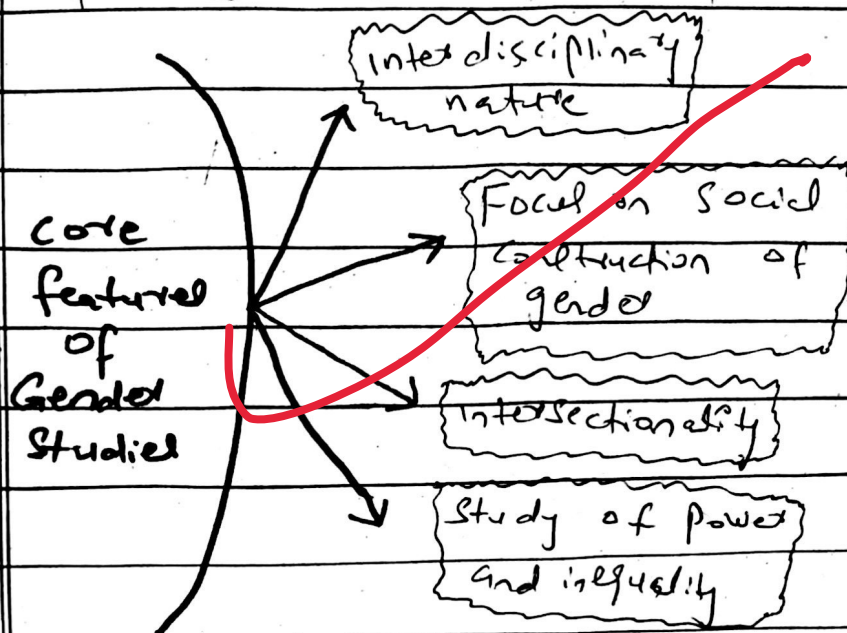 core
features
of
Gender
Studies
interdisciplinary
nature
Focus on Social
construction of
gender
intersectionality
Study of power
and inequality